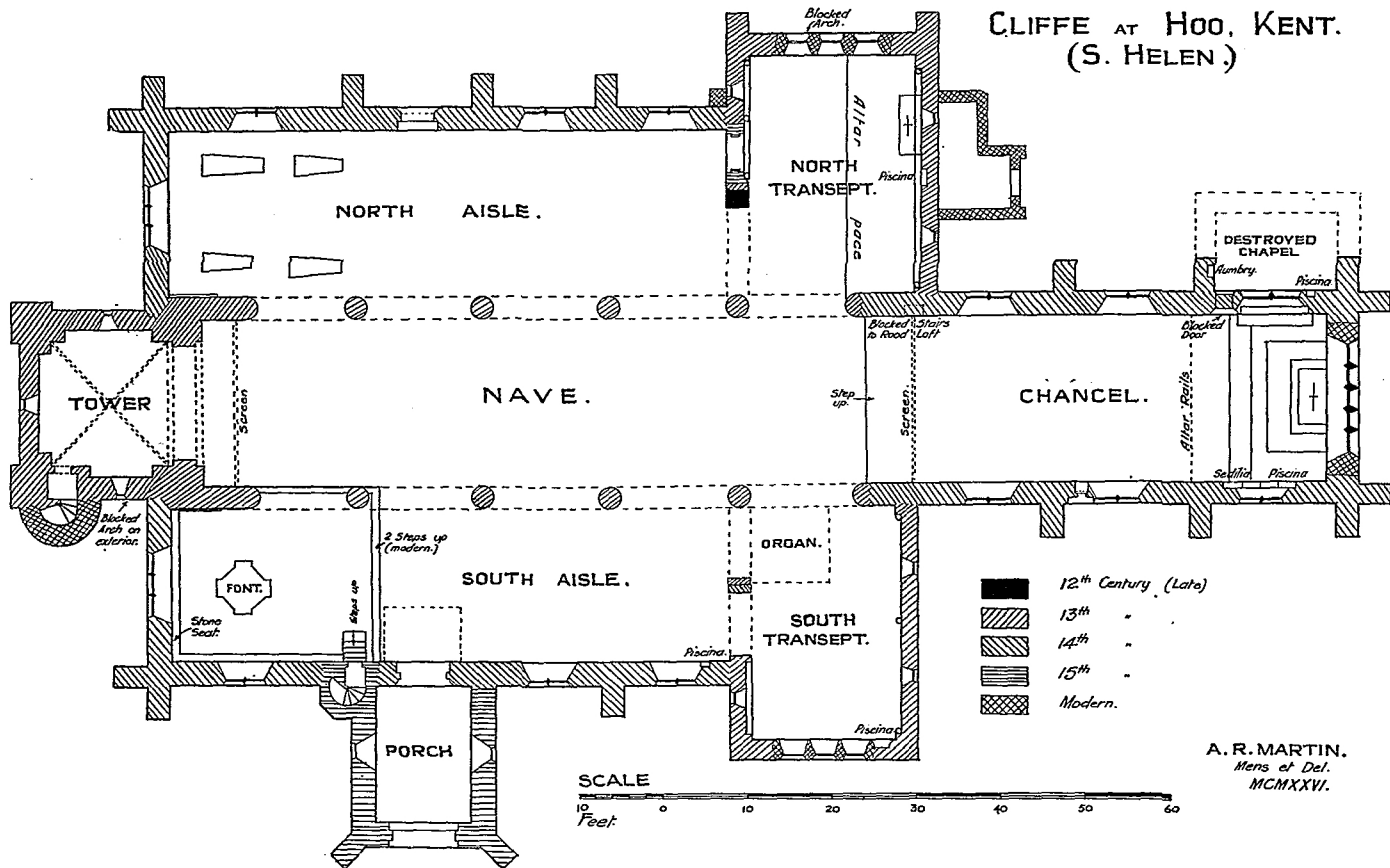 CLIFFE AT HOO, KENT.
(S. HELEN.)
Blocked
Arch.
Altar pace
NORTH
TRANSEPT.
Piscina
NORTH AISLE.
DESTROYED
CHAPEL
Aumbry.
Piscina
Blocked Stairs
to Rood Loft
Blocked
Door
TOWER
Screen
NAVE.
Step
up.
Screen.
CHANCEL.
Altar Rails
Sedilia
Piscina
Blocked
Arch on
exterior.
2 Steps up
(modern.)
ORGAN.
FONT.
SOUTH AISLE.
Steps up
Stone
Seat.
SOUTH
TRANSEPT.
Piscina.
Piscina
PORCH
12th Century (Late)
13th "
14th "
15th "
Modern.
A. R. MARTIN.
Mens et Del.
MCMXXVI.
SCALE
10 0 10 20 30 40 50 60
Feet.